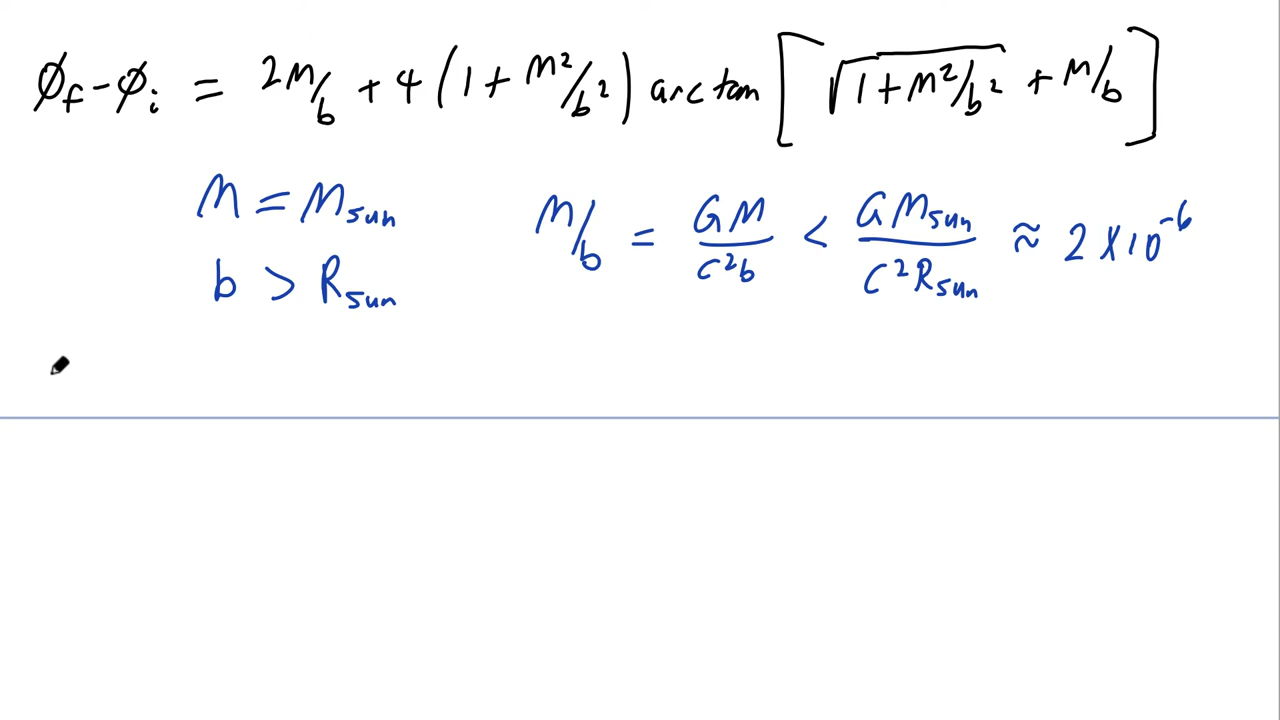 ϕf - ϕi = 2M/b + 4 (1 + M²/b²) arctan [√(1 + M²/b²) + M/b]
M = Msun M/b = GM/c²b < GMsun/c²Rsun ≈ 2 × 10⁻⁶
b > Rsun